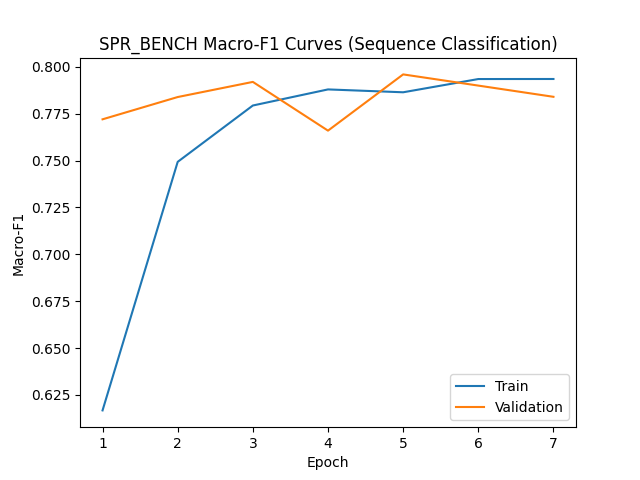 SPR_BENCH Macro-F1 Curves (Sequence Classification)
0.800
0.775
0.750
0.725
0.700
0.675
0.650
0.625
Macro-F1
Train
Validation
1 2 3 4 5 6 7
Epoch